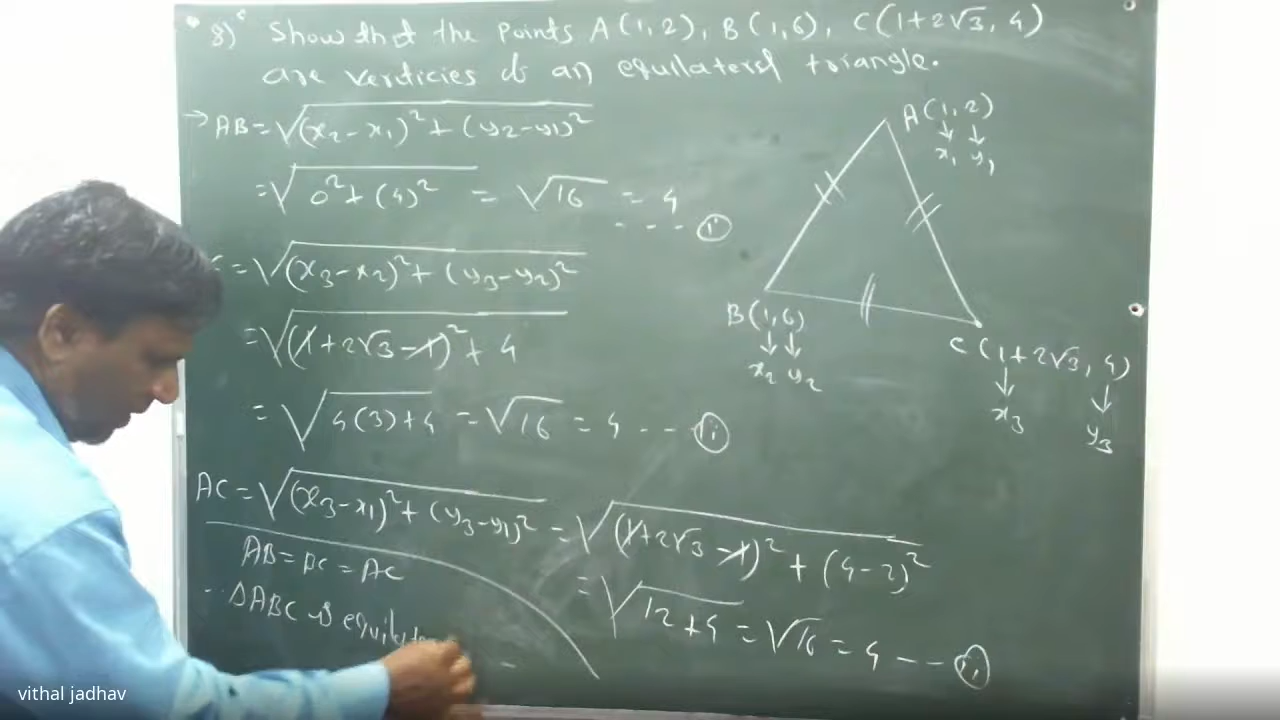 8) Show that the points A(1,2), B(1,6), C(1+2√3, 4)
are verticies of an equilateral triangle.
→ AB = √(x₂-x₁)² + (y₂-y₁)²
= √0² + (4)² = √16 = 4
---- (i)
= √(x₃-x₂)² + (y₃-y₂)²
= √(1+2√3-1)² + 4
= √4(3)+4 = √16 = 4 --- (ii)
AC = √(x₃-x₁)² + (y₃-y₁)² = √(1+2√3-1)² + (4-2)²
= √12+4 = √16 = 4 ---
AB = BC = AC
∴ ΔABC is
A(1,2)
↓ ↓
x₁ y₁
B(1,6)
↓ ↓
x₂ y₂
C(1+2√3, 4)
↓ ↓
x₃ y₃
vithal jadhav